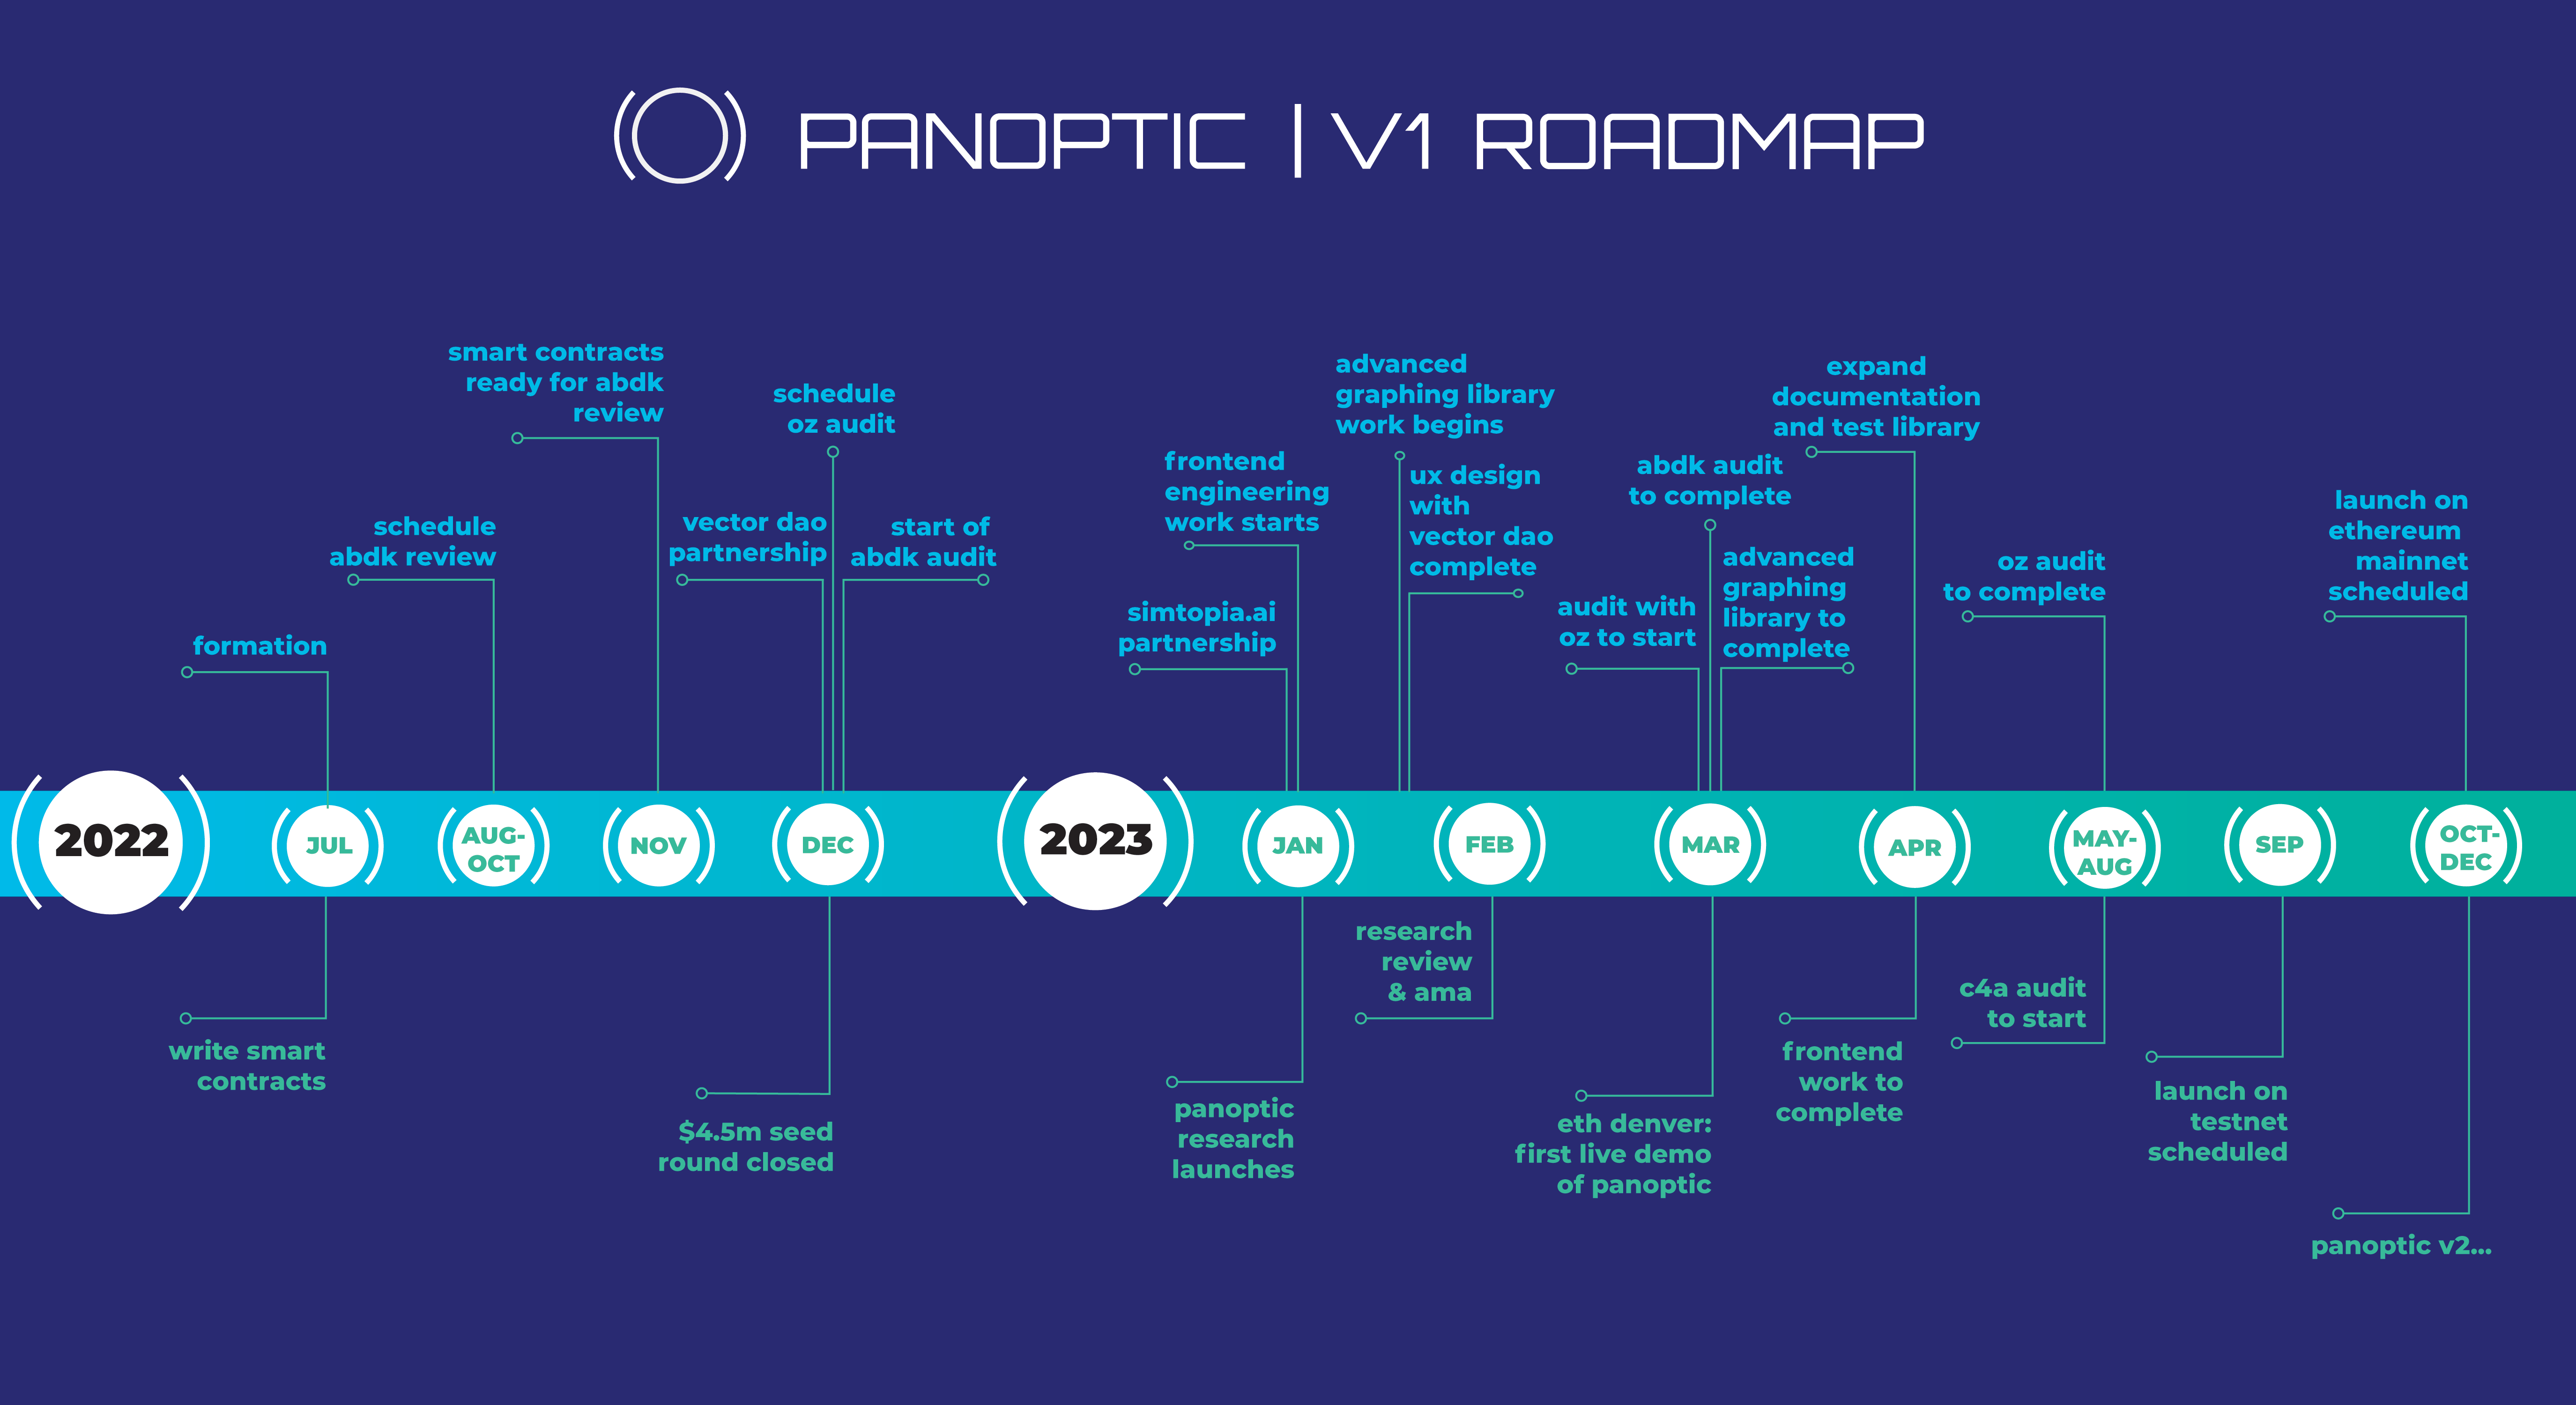 PANOPTIC | V1 ROADMAP
smart contracts
ready for abdk
review
schedule
oz audit
advanced
graphing library
work begins
expand
documentation
and test library
schedule
abdk review
vector dao
partnership
start of
abdk audit
frontend
engineering
work starts
ux design
with
vector dao
complete
abdk audit
to complete
launch on
ethereum
mainnet
scheduled
formation
simtopia.ai
partnership
audit with
oz to start
advanced
graphing
library to
complete
oz audit
to complete
2022
JUL
AUG-
OCT
NOV
DEC
2023
JAN
FEB
MAR
APR
MAY-
AUG
SEP
OCT-
DEC
write smart
contracts
$4.5m seed
round closed
panoptic
research
launches
research
review
& ama
eth denver:
first live demo
of panoptic
frontend
work to
complete
c4a audit
to start
launch on
testnet
scheduled
panoptic v2...